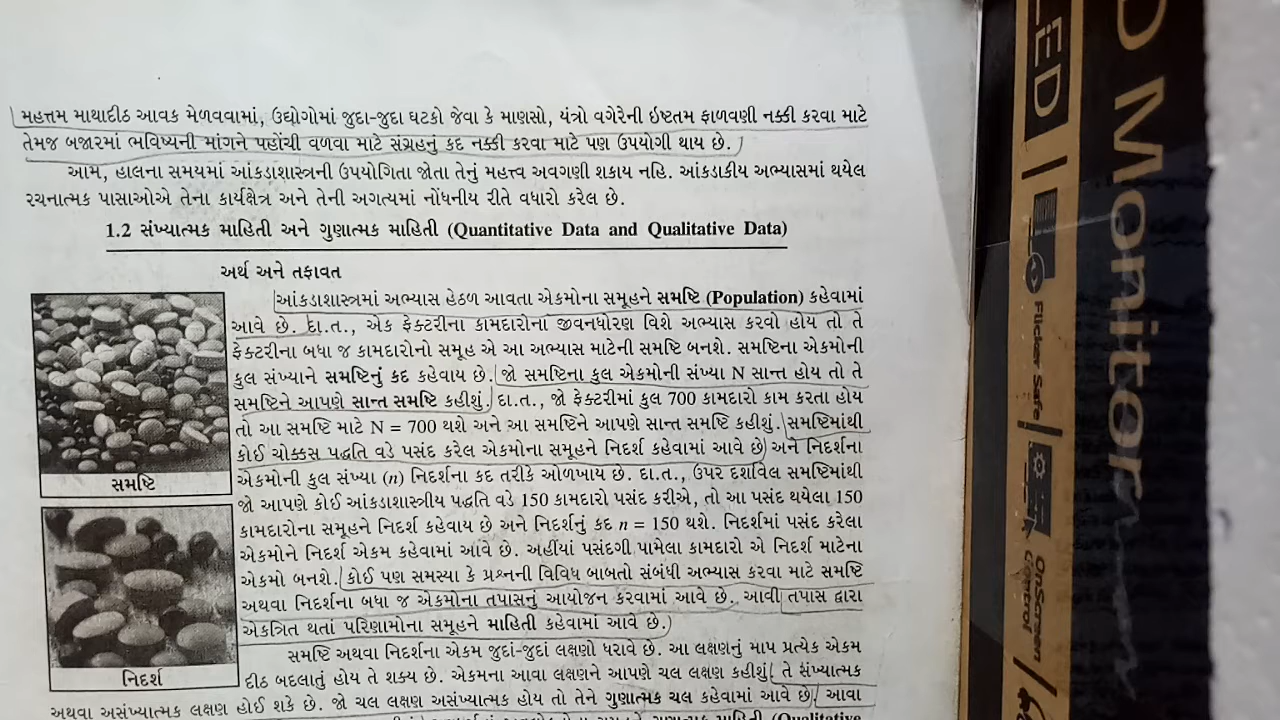 મહત્તમ માથાદીઠ આવક મેળવવામાં, ઉદ્યોગોમાં જુદા-જુદા ઘટકો જેવા કે માણસો, યંત્રો વગેરેની ઇષ્ટતમ ફાળવણી નક્કી કરવા માટે
તેમજ બજારમાં ભવિષ્યની માંગને પહોંચી વળવા માટે સંગ્રહનું કદ નક્કી કરવા માટે પણ ઉપયોગી થાય છે.
આમ, હાલના સમયમાં આંકડાશાસ્ત્રની ઉપયોગિતા જોતા તેનું મહત્ત્વ અવગણી શકાય નહિ. આંકડાકીય અભ્યાસમાં થયેલ
રચનાત્મક પાસાઓએ તેના કાર્યક્ષેત્ર અને તેની અગત્યમાં નોંધનીય રીતે વધારો કરેલ છે.
1.2 સંખ્યાત્મક માહિતી અને ગુણાત્મક માહિતી (Quantitative Data and Qualitative Data)
અર્થ અને તફાવત
આંકડાશાસ્ત્રમાં અભ્યાસ હેઠળ આવતા એકમોના સમૂહને સમષ્ટિ (Population) કહેવામાં
આવે છે. દા.ત., એક ફેક્ટરીના કામદારોના જીવનધોરણ વિશે અભ્યાસ કરવો હોય તો તે
ફેક્ટરીના બધા જ કામદારોનો સમૂહ એ આ અભ્યાસ માટેની સમષ્ટિ બનશે. સમષ્ટિના એકમોની
કુલ સંખ્યાને સમષ્ટિનું કદ કહેવાય છે. જો સમષ્ટિના કુલ એકમોની સંખ્યા N સાન્ત હોય તો તે
સમષ્ટિને આપણે સાન્ત સમષ્ટિ કહીશું. દા.ત., જો ફેક્ટરીમાં કુલ 700 કામદારો કામ કરતા હોય
તો આ સમષ્ટિ માટે N = 700 થશે અને આ સમષ્ટિને આપણે સાન્ત સમષ્ટિ કહીશું. સમષ્ટિમાંથી
કોઈ ચોક્કસ પદ્ધતિ વડે પસંદ કરેલ એકમોના સમૂહને નિદર્શ કહેવામાં આવે છે અને નિદર્શના
એકમોની કુલ સંખ્યા (n) નિદર્શના કદ તરીકે ઓળખાય છે. દા.ત., ઉપર દર્શાવેલ સમષ્ટિમાંથી
જો આપણે કોઈ આંકડાશાસ્ત્રીય પદ્ધતિ વડે 150 કામદારો પસંદ કરીએ, તો આ પસંદ થયેલા 150
કામદારોના સમૂહને નિદર્શ કહેવાય છે અને નિદર્શનું કદ n = 150 થશે. નિદર્શમાં પસંદ કરેલા
એકમોને નિદર્શ એકમ કહેવામાં આવે છે. અહીંયાં પસંદગી પામેલા કામદારો એ નિદર્શ માટેના
એકમો બનશે. કોઈ પણ સમસ્યા કે પ્રશ્નની વિવિધ બાબતો સંબંધી અભ્યાસ કરવા માટે સમષ્ટિ
અથવા નિદર્શના બધા જ એકમોના તપાસનું આયોજન કરવામાં આવે છે. આવી તપાસ દ્વારા
એકત્રિત થતાં પરિણામોના સમૂહને માહિતી કહેવામાં આવે છે.
સમષ્ટિ
નિદર્શ
સમષ્ટિ અથવા નિદર્શના એકમ જુદાં-જુદાં લક્ષણો ધરાવે છે. આ લક્ષણનું માપ પ્રત્યેક એકમ
દીઠ બદલાતું હોય તે શક્ય છે. એકમના આવા લક્ષણને આપણે ચલ લક્ષણ કહીશું. તે સંખ્યાત્મક
અથવા અસંખ્યાત્મક લક્ષણ હોઈ શકે છે. જો ચલ લક્ષણ અસંખ્યાત્મક હોય તો તેને ગુણાત્મક ચલ કહેવામાં આવે છે. આવા
(Qualitative
LED
D Monitor
Flicker Safe
OnScreen
Control